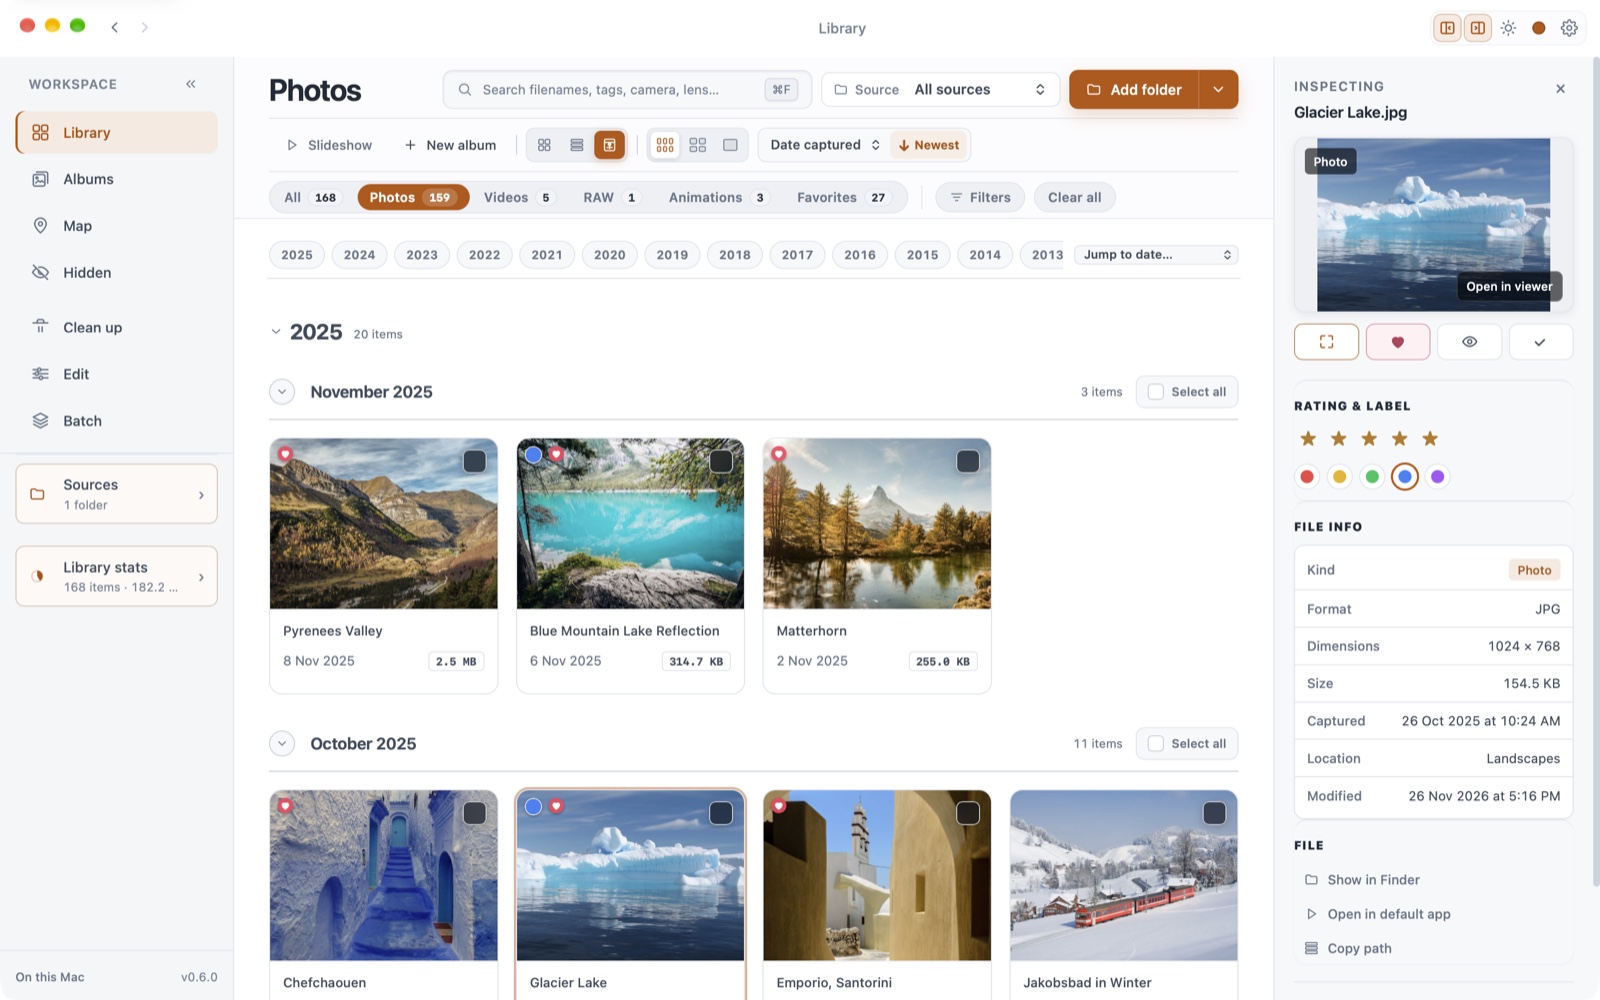 Library
WORKSPACE
Library
Albums
Map
Hidden
Clean up
Edit
Batch
Sources
1 folder
Library stats
168 items · 182.2 ...
On this Mac v0.6.0
Photos
Search filenames, tags, camera, lens... ⌘F
Source All sources
Add folder
Slideshow
New album
Date captured
Newest
All 168
Photos 159
Videos 5
RAW 1
Animations 3
Favorites 27
Filters
Clear all
2025 2024 2023 2022 2021 2020 2019 2018 2017 2016 2015 2014 2013
Jump to date...
2025 20 items
November 2025 3 items Select all
Pyrenees Valley
8 Nov 2025 2.5 MB
Blue Mountain Lake Reflection
6 Nov 2025 314.7 KB
Matterhorn
2 Nov 2025 255.0 KB
October 2025 11 items Select all
Chefchaouen
Glacier Lake
Emporio, Santorini
Jakobsbad in Winter
INSPECTING
Glacier Lake.jpg
Photo
Open in viewer
RATING & LABEL
FILE INFO
Kind Photo
Format JPG
Dimensions 1024 × 768
Size 154.5 KB
Captured 26 Oct 2025 at 10:24 AM
Location Landscapes
Modified 26 Nov 2026 at 5:16 PM
FILE
Show in Finder
Open in default app
Copy path